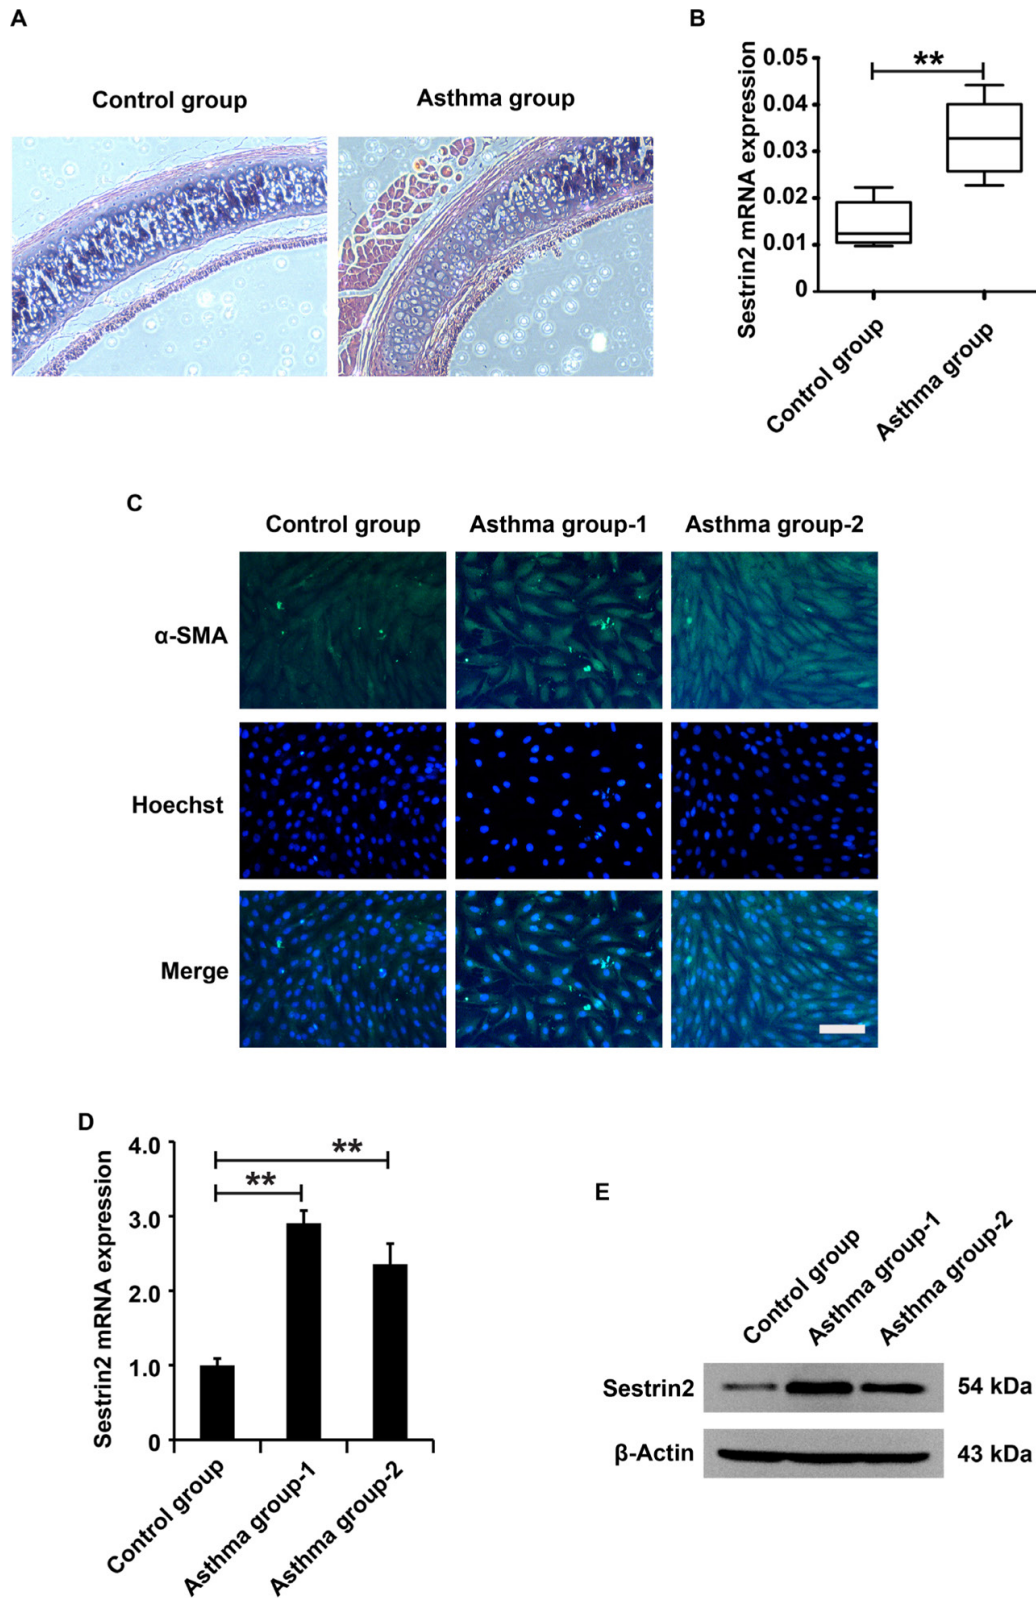 A
Control group
Asthma group
B
Sestrin2 mRNA expression
0.05
0.04
0.03
0.02
0.01
0
**
Control group
Asthma group
C
Control group
Asthma group-1
Asthma group-2
α-SMA
Hoechst
Merge
D
Sestrin2 mRNA expression
4.0
3.0
2.0
1.0
0
**
**
Control group
Asthma group-1
Asthma group-2
E
Control group
Asthma group-1
Asthma group-2
Sestrin2
54 kDa
β-Actin
43 kDa